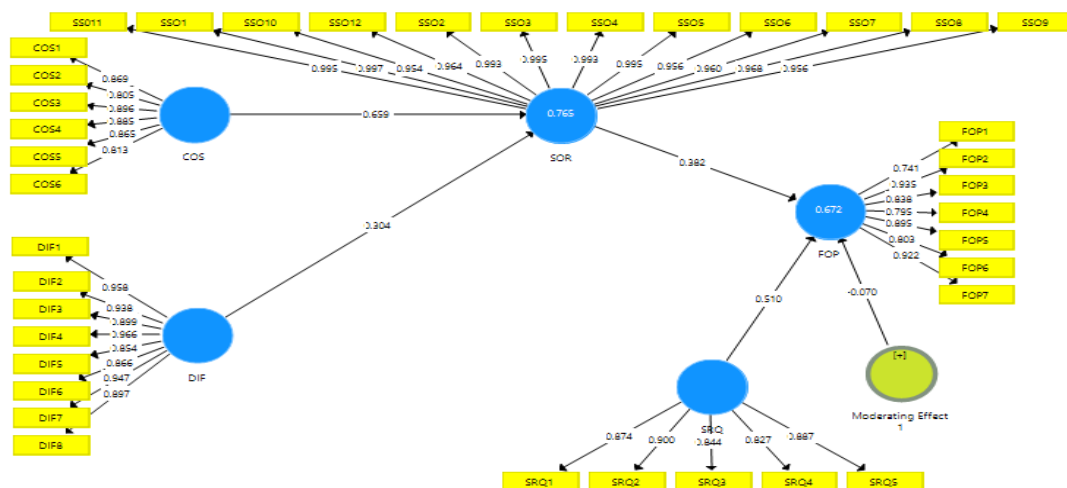 SS011 SSO1 SSO10 SSO12 SSO2 SSO3 SSO4 SSO5 SSO6 SSO7 SSO8 SSO9
0.995 0.997 0.954 0.964 0.993 0.995 0.993 0.995 0.956 0.960 0.968 0.956
COS1
COS2
COS3
COS4
COS5
COS6
0.869
0.805
0.896
0.885
0.865
0.813
COS
0.659
0.765
SOR
0.382
0.304
DIF1
DIF2
DIF3
DIF4
DIF5
DIF6
DIF7
DIF8
0.958
0.938
0.899
0.966
0.854
0.866
0.947
0.897
DIF
FOP1
FOP2
FOP3
FOP4
FOP5
FOP6
FOP7
0.741
0.935
0.838
0.795
0.895
0.803
0.922
0.672
FOP
0.510
-0.070
[+]
Moderating Effect
1
SRQ
0.874 0.900 0.844 0.827 0.887
SRQ1 SRQ2 SRQ3 SRQ4 SRQ5